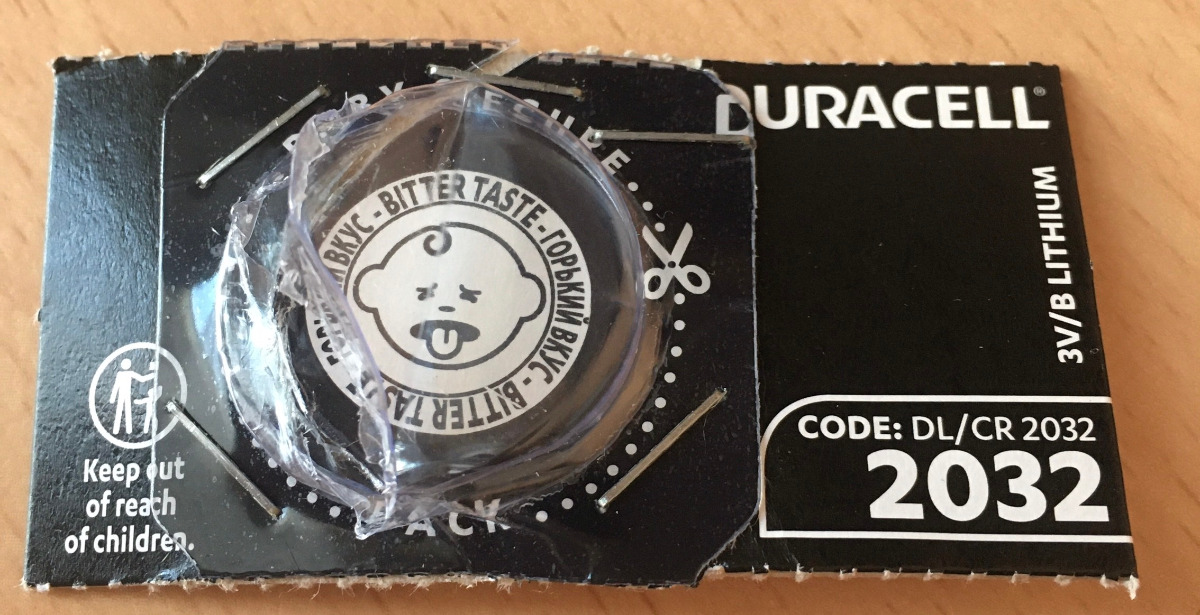 DURACELL®
3V/B LITHIUM
CODE: DL/CR 2032
2032
BITTER TASTE - ГОРЬКИЙ ВКУС - BITTER TASTE - ВКУС -
Keep out
of reach
of children.